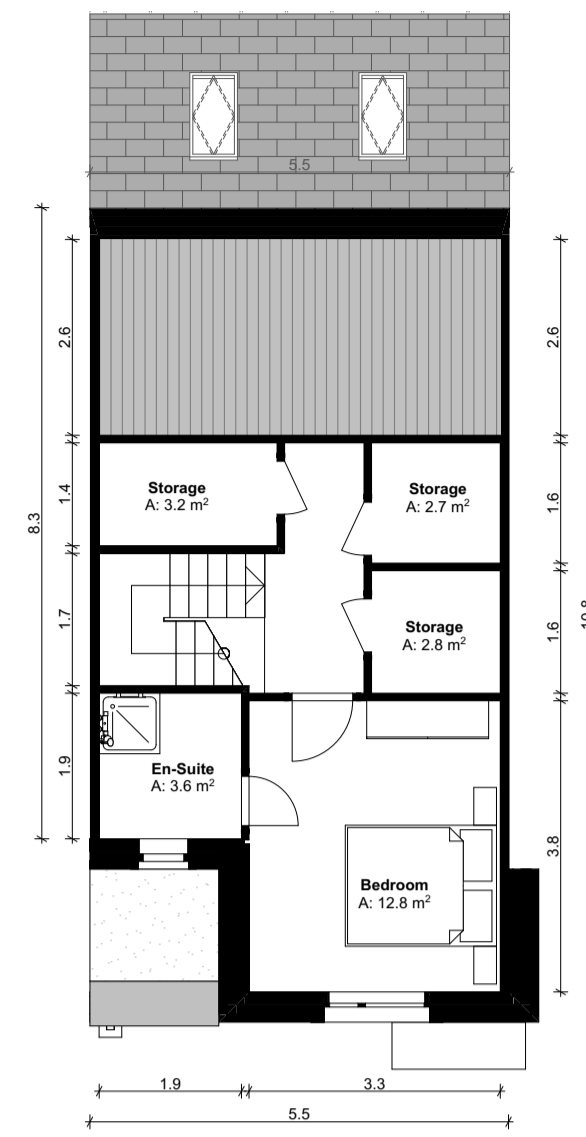 5.5
2.6
2.6
8.3
1.4
Storage
A: 3.2 m²
Storage
A: 2.7 m²
1.6
1.7
Storage
A: 2.8 m²
1.6
1.9
En-Suite
A: 3.6 m²
3.8
Bedroom
A: 12.8 m²
1.9
3.3
5.5